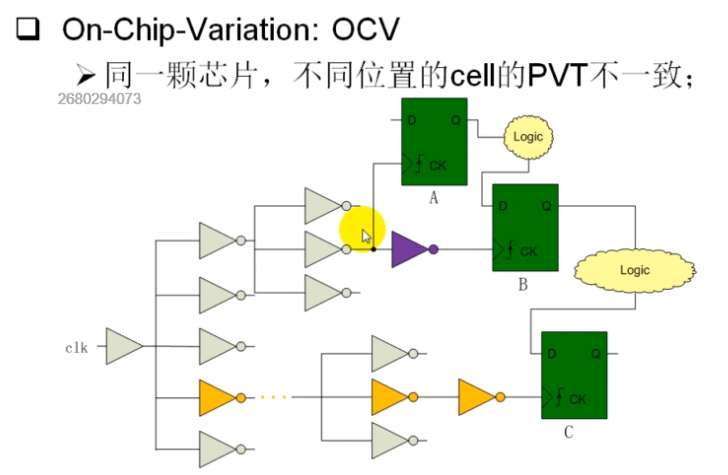 On-Chip-Variation: OCV
同一颗芯片，不同位置的cell的PVT不一致；
2680294073
D Q
CK
A
Logic
D Q
CK
B
Logic
clk
D Q
CK
C